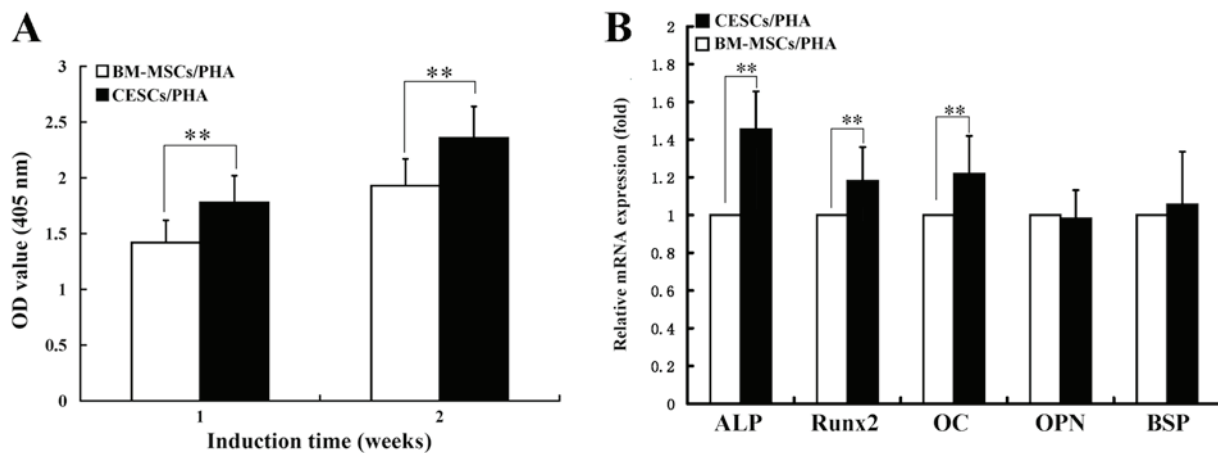 A
BM-MSCs/PHA
CESCs/PHA
**
**
OD value (405 nm)
3
2.5
2
1.5
1
0.5
0
1
2
Induction time (weeks)
B
CESCs/PHA
BM-MSCs/PHA
**
**
**
Relative mRNA expression (fold)
2
1.8
1.6
1.4
1.2
1
0.8
0.6
0.4
0.2
0
ALP
Runx2
OC
OPN
BSP